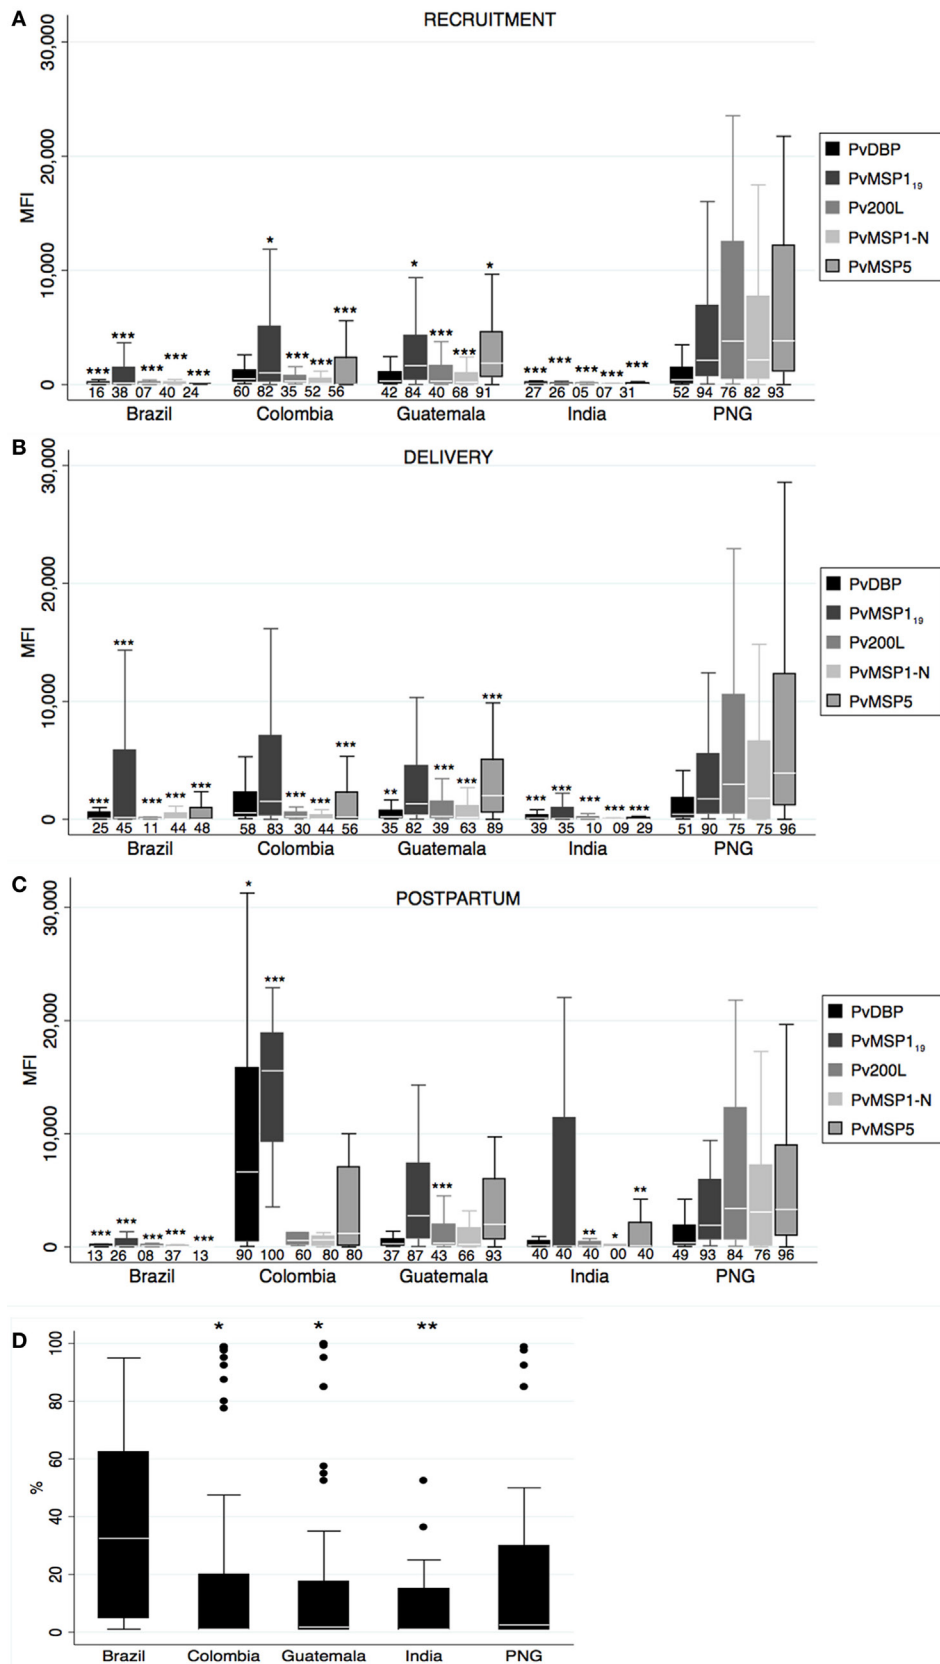 A
RECRUITMENT
30,000
20,000
10,000
0
MFI
* * *
*** *** *** *** *** *** *** *** *** *** *** *** *** *** ***
16 38 07 40 24 60 82 35 52 56 42 84 40 68 91 27 26 05 07 31 52 94 76 82 93
Brazil Colombia Guatemala India PNG
PvDBP
PvMSP1₁₉
Pv200L
PvMSP1-N
PvMSP5
B
DELIVERY
30,000
20,000
10,000
0
MFI
*** *** *** *** *** *** *** *** ** *** *** *** *** *** *** *** ***
25 45 11 44 48 58 83 30 44 56 35 82 39 63 89 39 35 10 09 29 51 90 75 75 96
Brazil Colombia Guatemala India PNG
PvDBP
PvMSP1₁₉
Pv200L
PvMSP1-N
PvMSP5
C
POSTPARTUM
30,000
20,000
10,000
0
MFI
*** *** *** *** *** * *** *** ** * **
13 26 08 37 13 90 100 60 80 80 37 87 43 66 93 40 40 40 00 40 49 93 84 76 96
Brazil Colombia Guatemala India PNG
PvDBP
PvMSP1₁₉
Pv200L
PvMSP1-N
PvMSP5
D
* * **
100
80
60
40
20
0
%
Brazil Colombia Guatemala India PNG